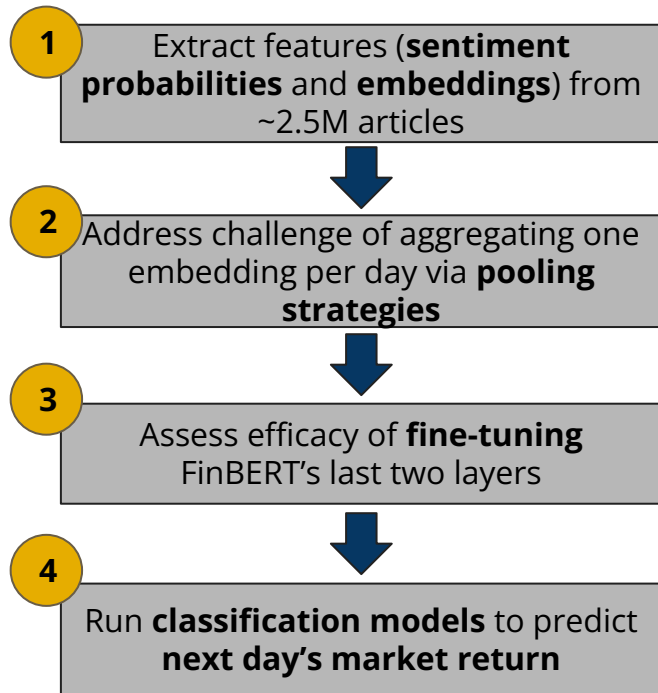 1
Extract features (sentiment
probabilities and embeddings) from
~2.5M articles
2
Address challenge of aggregating one
embedding per day via pooling
strategies
3
Assess efficacy of fine-tuning
FinBERT’s last two layers
4
Run classification models to predict
next day’s market return